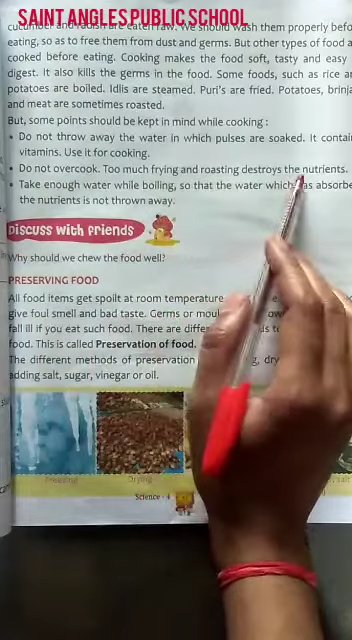 SAINT ANGLES PUBLIC SCHOOL
cucumber and radish are eaten raw. We should wash them properly befo
eating, so as to free them from dust and germs. But other types of food a
cooked before eating. Cooking makes the food soft, tasty and easy
digest. It also kills the germs in the food. Some foods, such as rice a
potatoes are boiled. Idlis are steamed. Puri's are fried. Potatoes, brinja
and meat are sometimes roasted.
But, some points should be kept in mind while cooking :
• Do not throw away the water in which pulses are soaked. It contai
vitamins. Use it for cooking.
• Do not overcook. Too much frying and roasting destroys the nutrients.
• Take enough water while boiling, so that the water which as absorbe
the nutrients is not thrown away.
Discuss with friends
Why should we chew the food well?
PRESERVING FOOD
All food items get spoilt at room temperature
give foul smell and bad taste. Germs or
fall ill if you eat such food. There are
food. This is called Preservation of food.
The different methods of preservation
adding salt, sugar, vinegar or oil.
Freezing
Drying
Science - 4